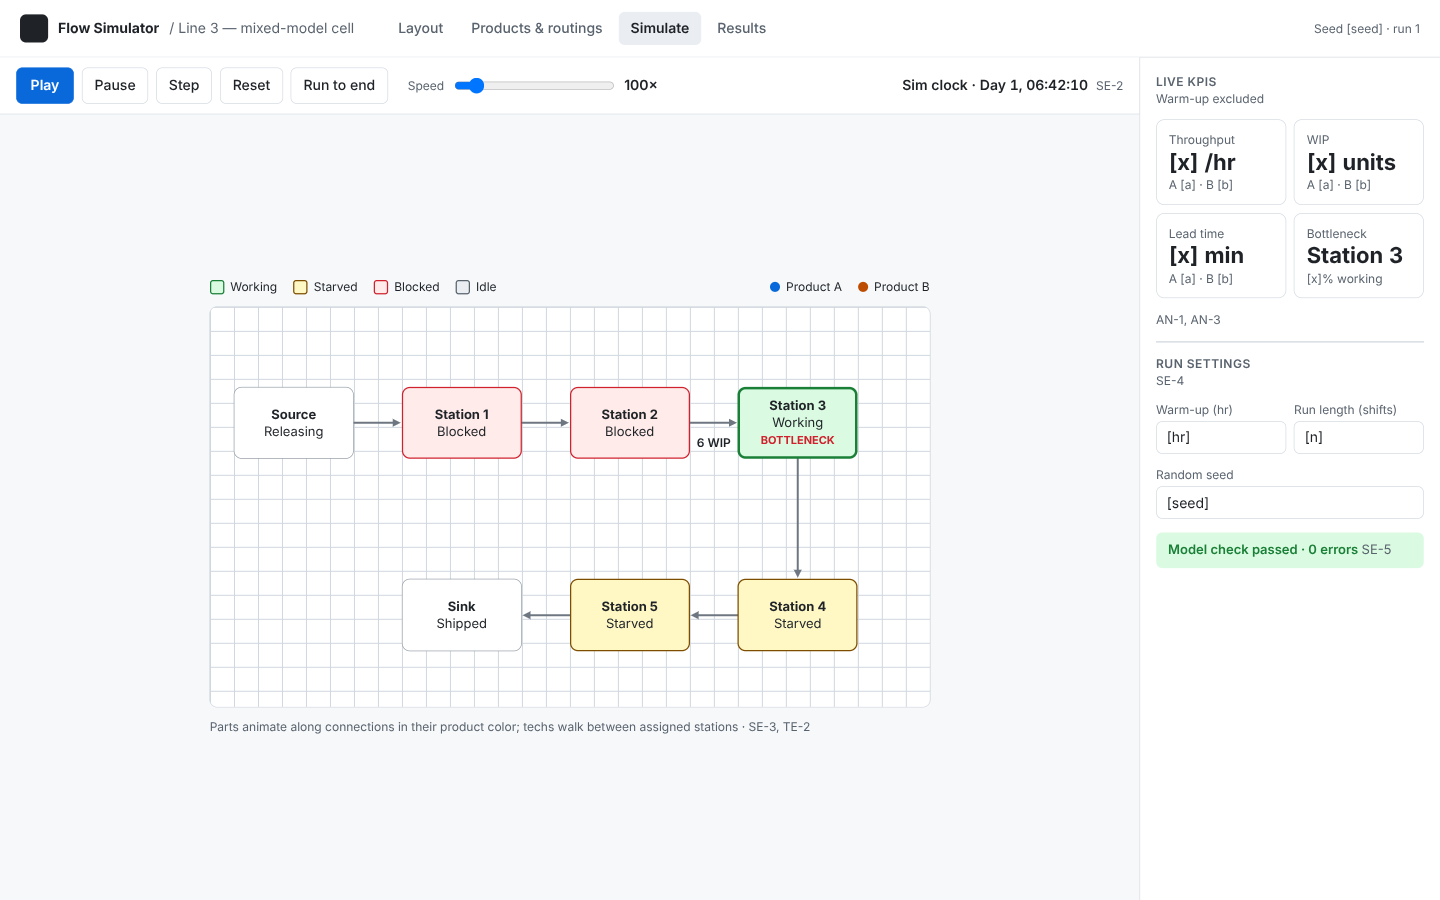 Flow Simulator / Line 3 — mixed-model cell Layout Products & routings Simulate Results Seed [seed] · run 1
Play Pause Step Reset Run to end Speed 100× Sim clock · Day 1, 06:42:10 SE-2
Working Starved Blocked Idle Product A Product B
Source
Releasing
Station 1
Blocked
Station 2
Blocked
6 WIP
Station 3
Working
BOTTLENECK
Sink
Shipped
Station 5
Starved
Station 4
Starved
Parts animate along connections in their product color; techs walk between assigned stations · SE-3, TE-2
LIVE KPIS
Warm-up excluded
Throughput
[x] /hr
A [a] · B [b]
WIP
[x] units
A [a] · B [b]
Lead time
[x] min
A [a] · B [b]
Bottleneck
Station 3
[x]% working
AN-1, AN-3
RUN SETTINGS
SE-4
Warm-up (hr)
[hr]
Run length (shifts)
[n]
Random seed
[seed]
Model check passed · 0 errors SE-5